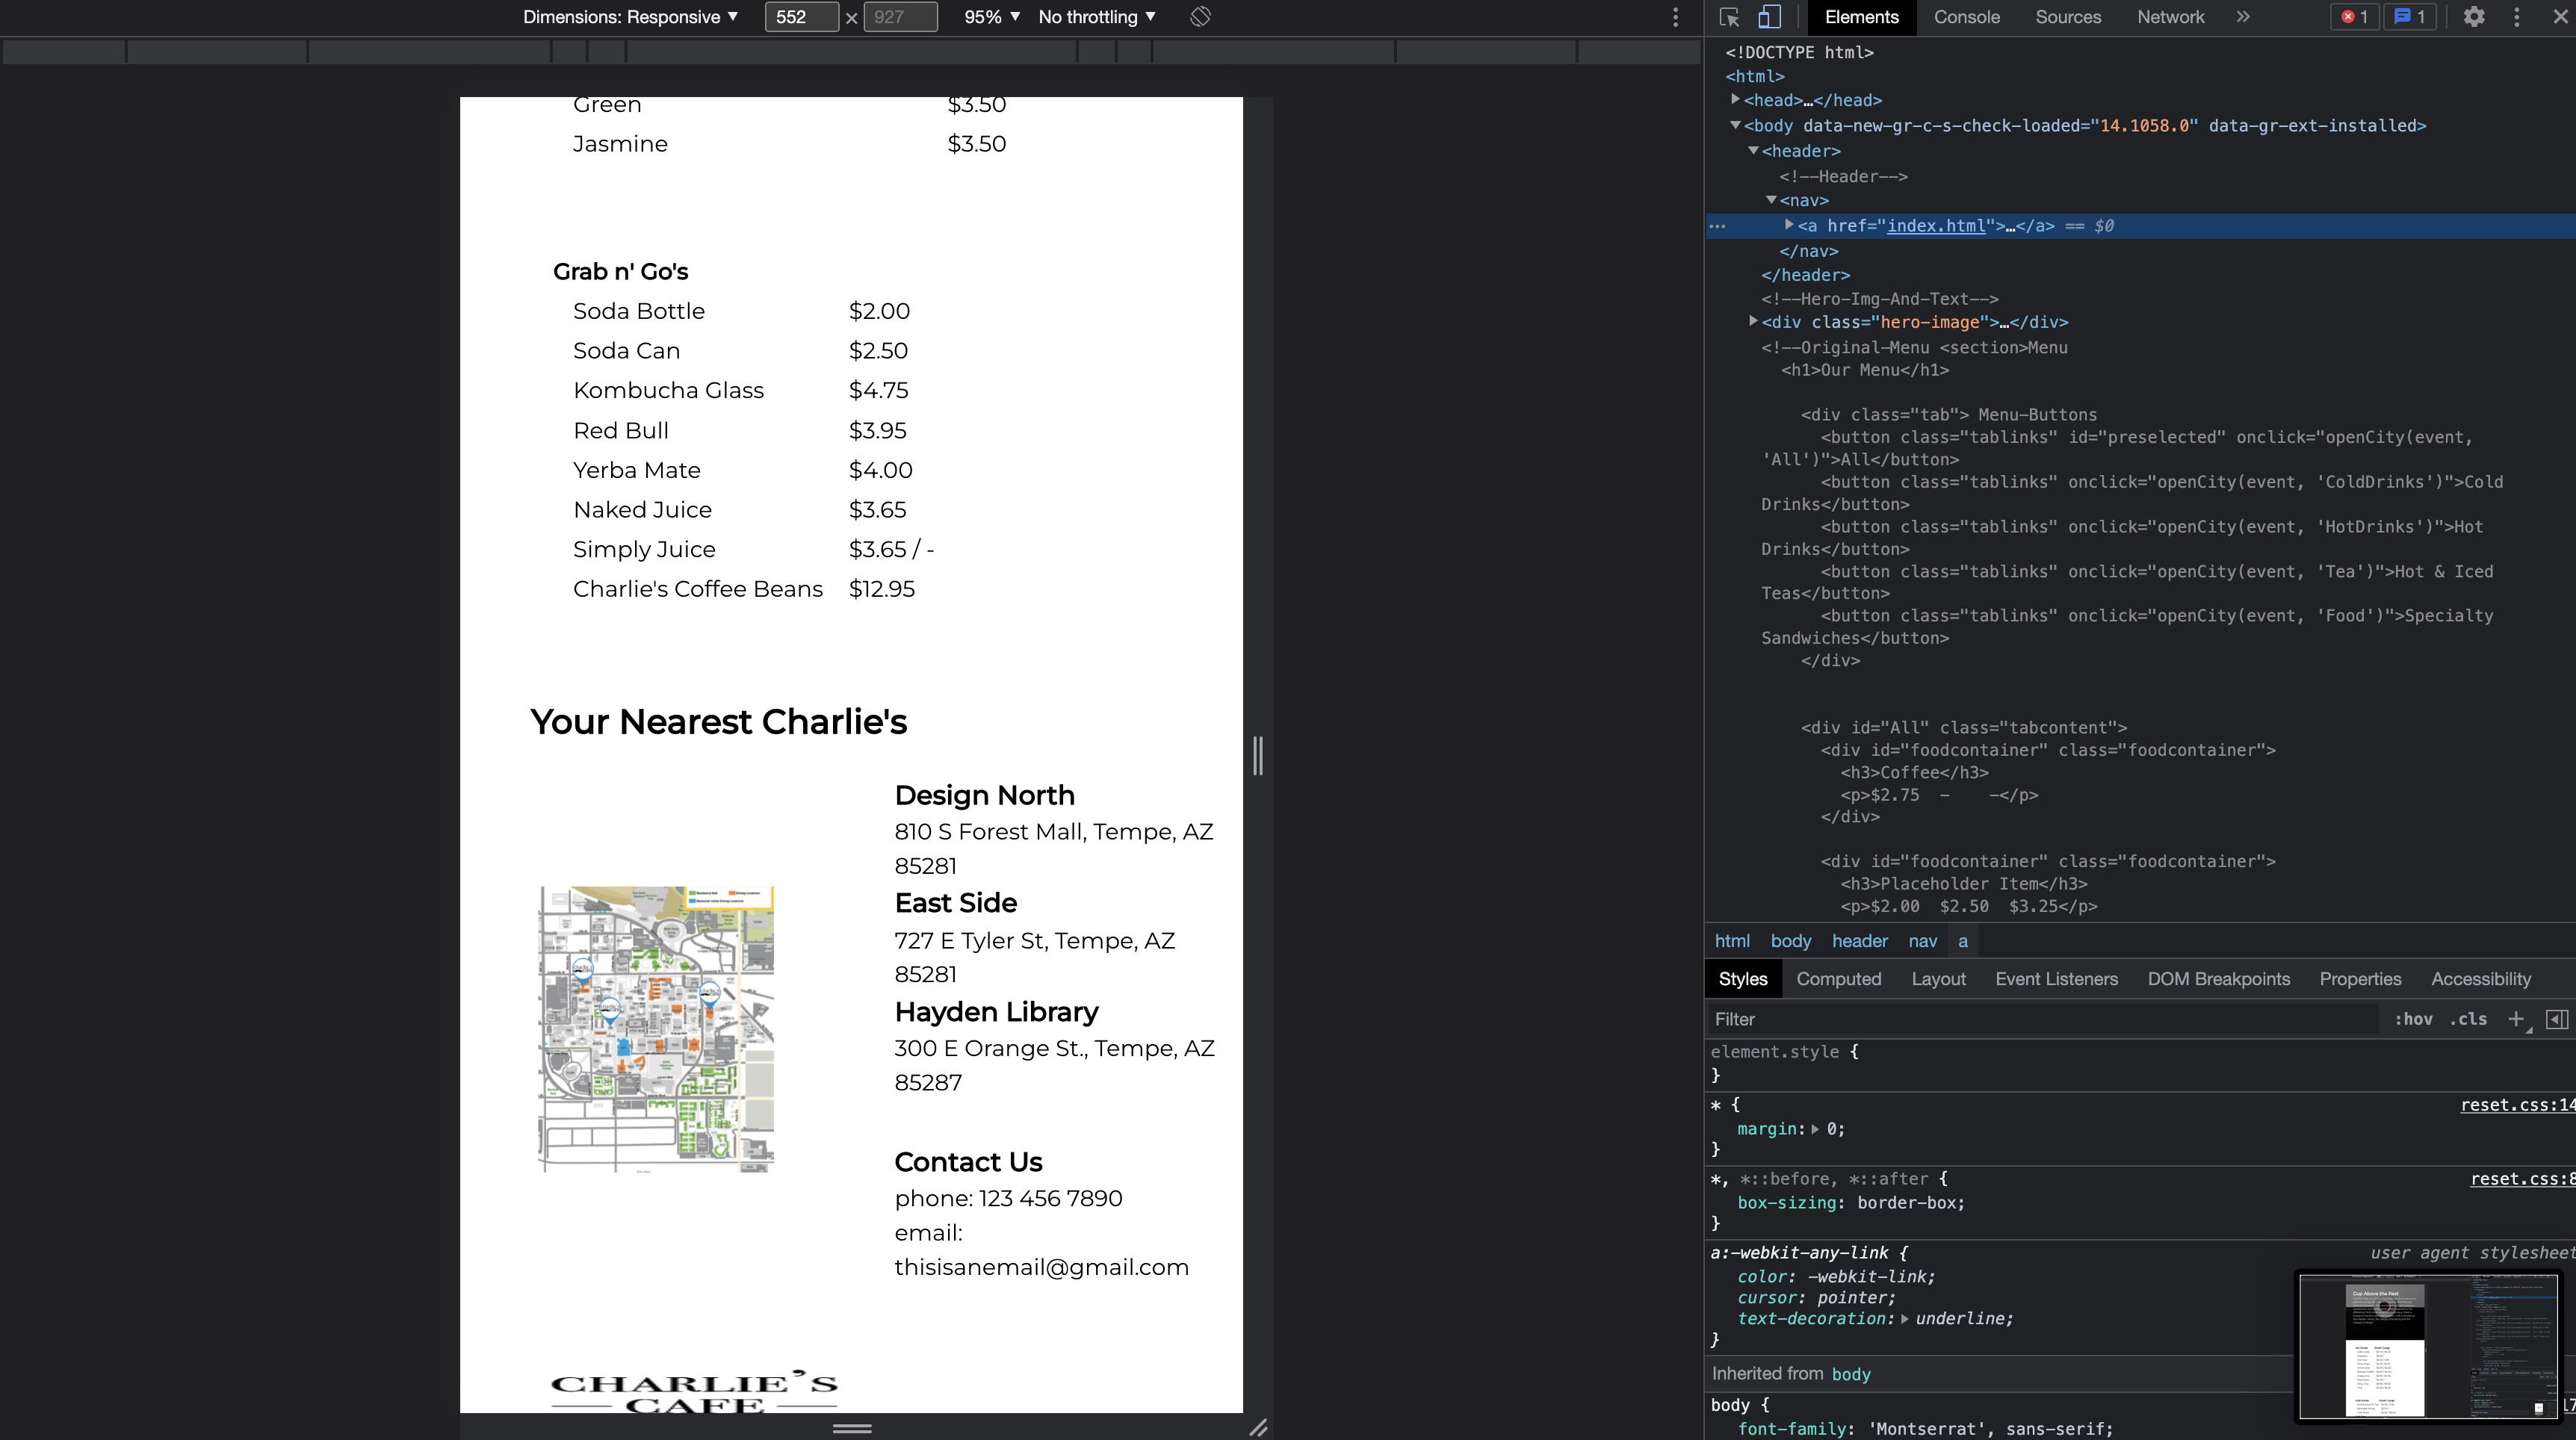 Dimensions: Responsive ▼ 552 × 927 95% ▼ No throttling ▼
Green $3.50
Jasmine $3.50
Grab n' Go's
Soda Bottle $2.00
Soda Can $2.50
Kombucha Glass $4.75
Red Bull $3.95
Yerba Mate $4.00
Naked Juice $3.65
Simply Juice $3.65 / -
Charlie's Coffee Beans $12.95
Your Nearest Charlie's
Design North
810 S Forest Mall, Tempe, AZ
85281
East Side
727 E Tyler St, Tempe, AZ
85281
Hayden Library
300 E Orange St., Tempe, AZ
85287
Contact Us
phone: 123 456 7890
email:
thisisanemail@gmail.com
CHARLIE'S
CAFE
Elements Console Sources Network » 1 1
<!DOCTYPE html>
<html>
<head>…</head>
<body data-new-gr-c-s-check-loaded="14.1058.0" data-gr-ext-installed>
<header>
<!--Header-->
<nav>
<a href="index.html">…</a> == $0
</nav>
</header>
<!--Hero-Img-And-Text-->
<div class="hero-image">…</div>
<!--Original-Menu <section>Menu
<h1>Our Menu</h1>
<div class="tab"> Menu-Buttons
<button class="tablinks" id="preselected" onclick="openCity(event,
'All')">All</button>
<button class="tablinks" onclick="openCity(event, 'ColdDrinks')">Cold
Drinks</button>
<button class="tablinks" onclick="openCity(event, 'HotDrinks')">Hot
Drinks</button>
<button class="tablinks" onclick="openCity(event, 'Tea')">Hot & Iced
Teas</button>
<button class="tablinks" onclick="openCity(event, 'Food')">Specialty
Sandwiches</button>
</div>
<div id="All" class="tabcontent">
<div id="foodcontainer" class="foodcontainer">
<h3>Coffee</h3>
<p>$2.75 - -</p>
</div>
<div id="foodcontainer" class="foodcontainer">
<h3>Placeholder Item</h3>
<p>$2.00 $2.50 $3.25</p>
html body header nav a
Styles Computed Layout Event Listeners DOM Breakpoints Properties Accessibility
Filter :hov .cls +
element.style {
}
* { reset.css:14
margin: 0;
}
*, *::before, *::after { reset.css:8
box-sizing: border-box;
}
a:-webkit-any-link { user agent stylesheet
color: -webkit-link;
cursor: pointer;
text-decoration: underline;
}
Inherited from body
body { 17
font-family: 'Montserrat', sans-serif;
Cup Above the Rest